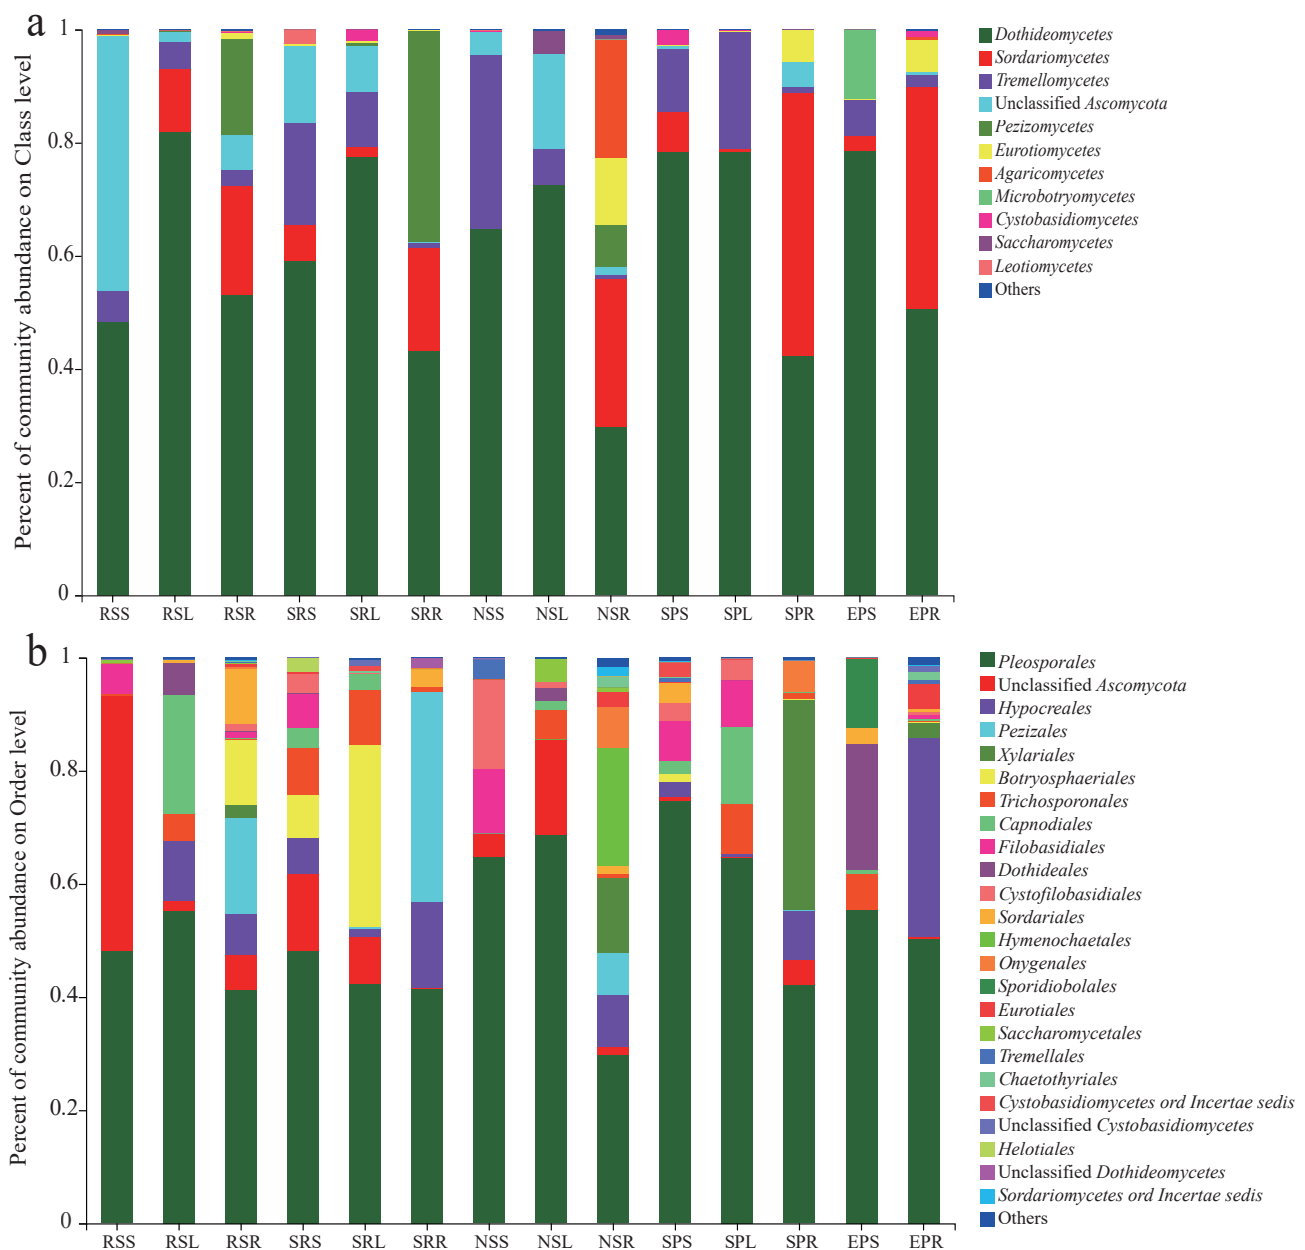 a
Percent of community abundance on Class level
1
0.8
0.6
0.4
0.2
0
RSS RSL RSR SRS SRL SRR NSS NSL NSR SPS SPL SPR EPS EPR
Dothideomycetes
Sordariomycetes
Tremellomycetes
Unclassified Ascomycota
Pezizomycetes
Eurotiomycetes
Agaricomycetes
Microbotryomycetes
Cystobasidiomycetes
Saccharomycetes
Leotiomycetes
Others
b
Percent of community abundance on Order level
1
0.8
0.6
0.4
0.2
0
RSS RSL RSR SRS SRL SRR NSS NSL NSR SPS SPL SPR EPS EPR
Pleosporales
Unclassified Ascomycota
Hypocreales
Pezizales
Xylariales
Botryosphaeriales
Trichosporonales
Capnodiales
Filobasidiales
Dothideales
Cystofilobasidiales
Sordariales
Hymenochaetales
Onygenales
Sporidiobolales
Eurotiales
Saccharomycetales
Tremellales
Chaetothyriales
Cystobasidiomycetes ord Incertae sedis
Unclassified Cystobasidiomycetes
Helotiales
Unclassified Dothideomycetes
Sordariomycetes ord Incertae sedis
Others